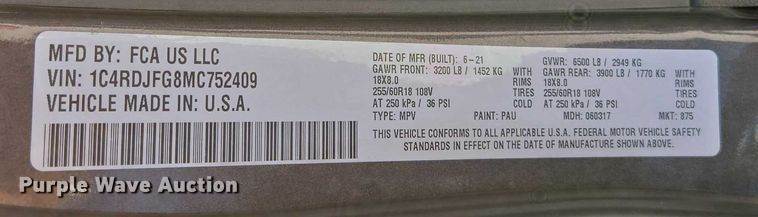 MFD BY: FCA US LLC
VIN: 1C4RDJFG8MC752409
VEHICLE MADE IN: U.S.A.
DATE OF MFR (BUILT): 6-21
GAWR FRONT: 3200 LB / 1452 KG WITH
18X8.0 RIMS
255/60R18 108V TIRES
AT 250 kPa / 36 PSI
TYPE: MPV PAINT: PAU
GVWR: 6500 LB / 2949 KG
GAWR REAR: 3900 LB / 1770 KG WITH
18X8.0 RIMS
255/60R18 108V TIRES
AT 250 kPa / 36 PSI
MDH: 060317 MKT: 875
THIS VEHICLE CONFORMS TO ALL APPLICABLE U.S.A. FEDERAL MOTOR VEHICLE SAFETY
STANDARDS IN EFFECT ON THE DATE OF MANUFACTURE SHOWN ABOVE.
Purple Wave Auction